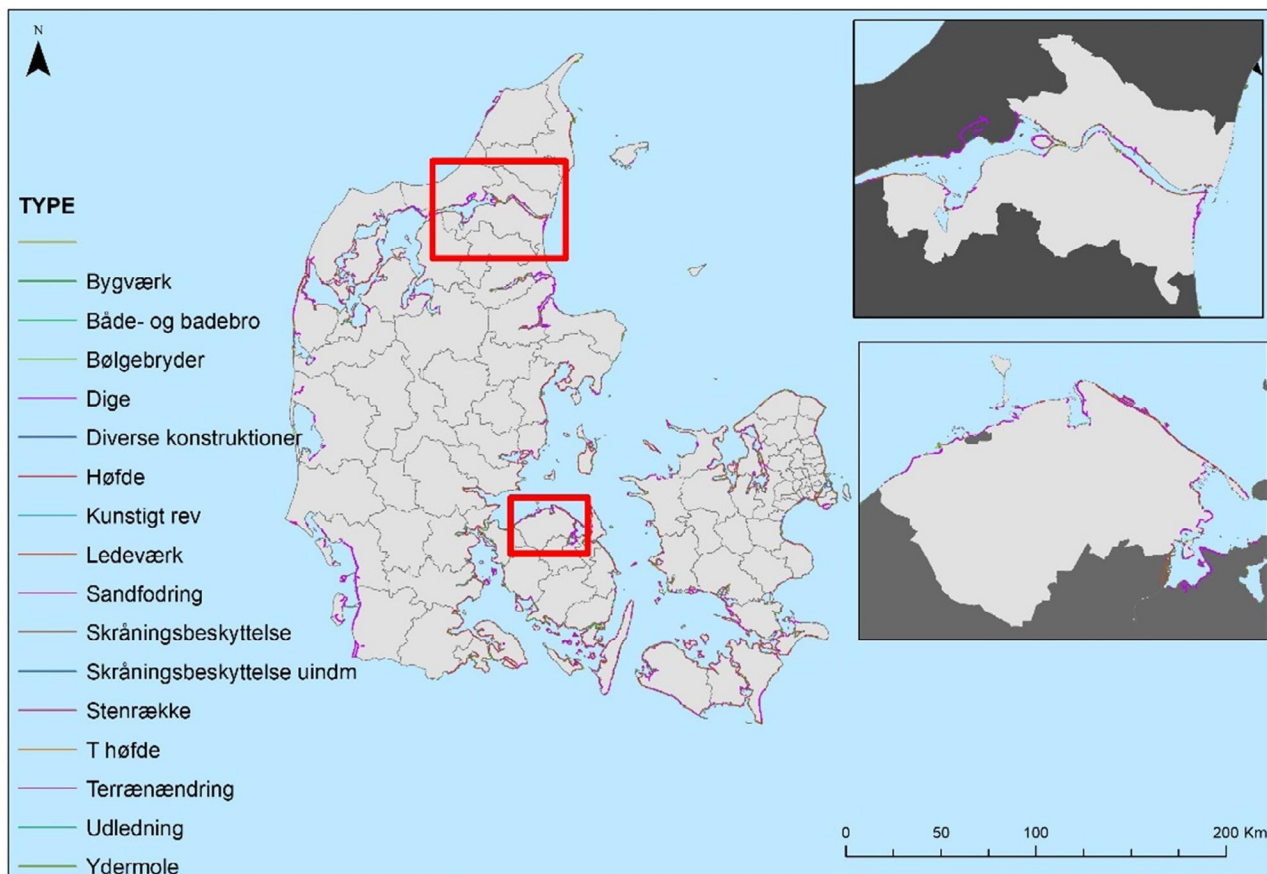 N
TYPE
Bygværk
Både- og badebro
Bølgebryder
Dige
Diverse konstruktioner
Høfde
Kunstigt rev
Ledeværk
Sandfodring
Skråningsbeskyttelse
Skråningsbeskyttelse uindm
Stenrække
T høfde
Terrænændring
Udledning
Ydermole
0 50 100 200 Km